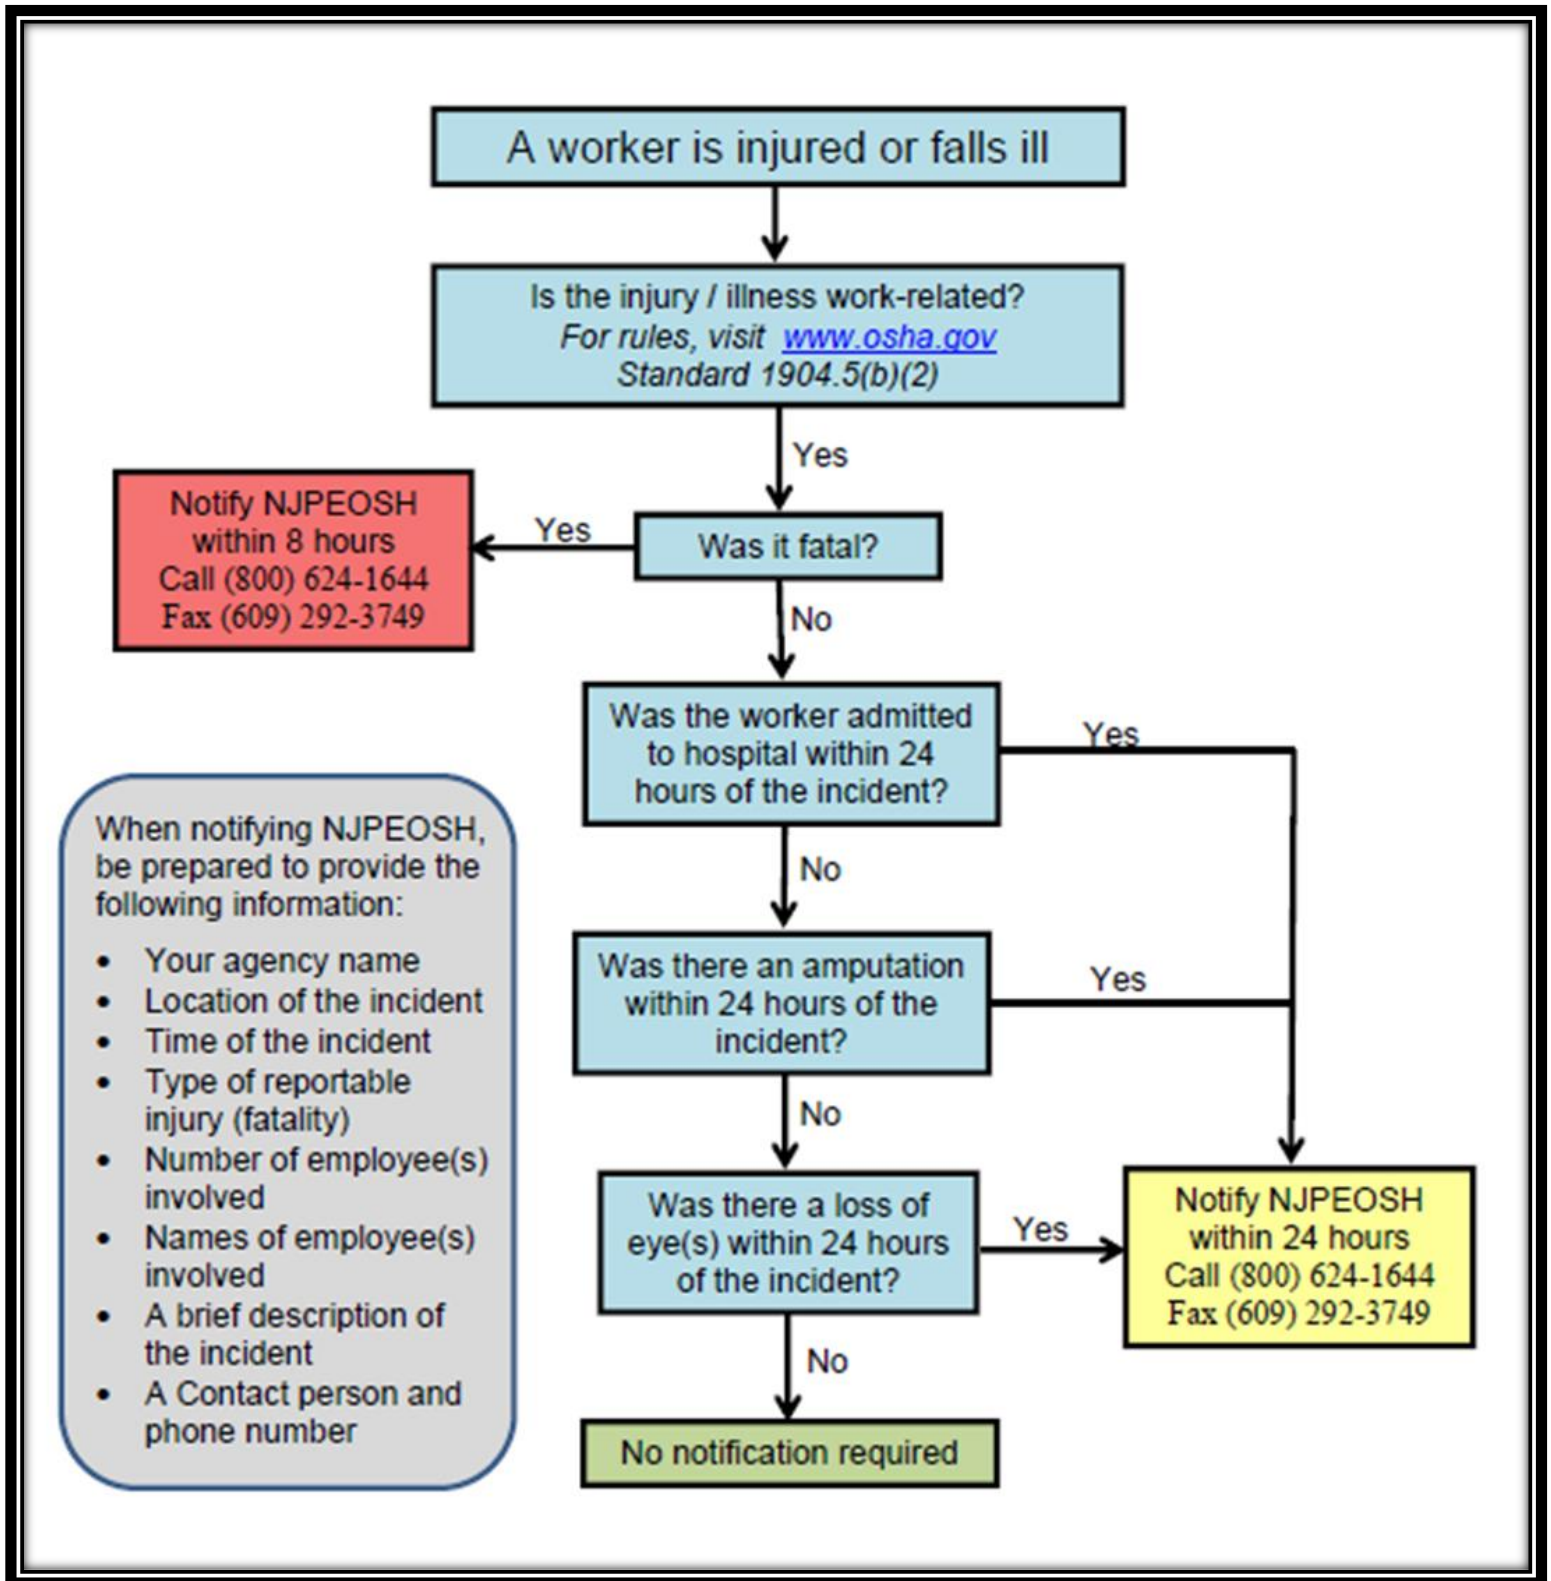 A worker is injured or falls ill
Is the injury / illness work-related?
For rules, visit www.osha.gov
Standard 1904.5(b)(2)
Yes
Notify NJPEOSH
within 8 hours
Call (800) 624-1644
Fax (609) 292-3749
Yes
Was it fatal?
No
Was the worker admitted
to hospital within 24
hours of the incident?
Yes
No
When notifying NJPEOSH,
be prepared to provide the
following information:
• Your agency name
• Location of the incident
• Time of the incident
• Type of reportable
injury (fatality)
• Number of employee(s)
involved
• Names of employee(s)
involved
• A brief description of
the incident
• A Contact person and
phone number
Was there an amputation
within 24 hours of the
incident?
Yes
No
Was there a loss of
eye(s) within 24 hours
of the incident?
Yes
Notify NJPEOSH
within 24 hours
Call (800) 624-1644
Fax (609) 292-3749
No
No notification required